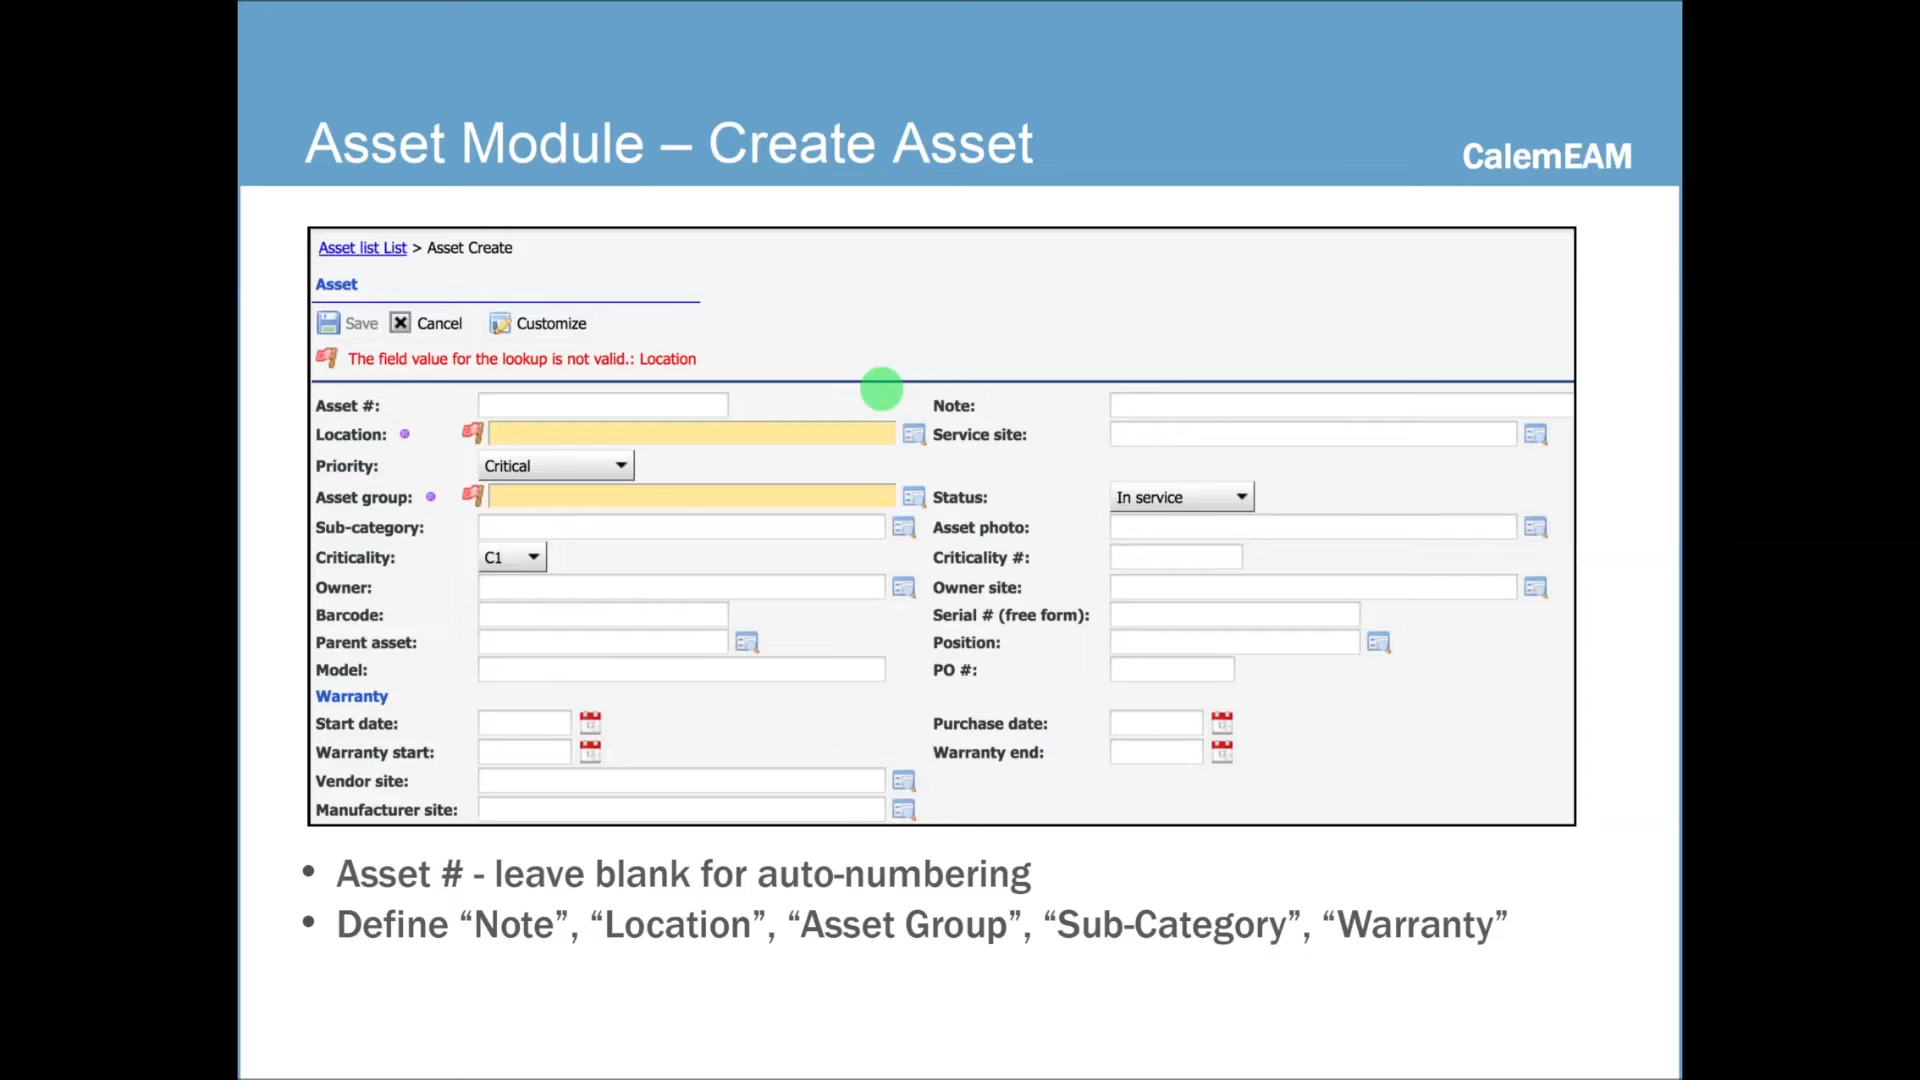 Asset Module – Create Asset
CalemEAM
Asset list List > Asset Create
Asset
Save Cancel Customize
The field value for the lookup is not valid.: Location
Asset #: Note:
Location: Service site:
Priority: Critical
Asset group: Status: In service
Sub-category: Asset photo:
Criticality: C1 Criticality #:
Owner: Owner site:
Barcode: Serial # (free form):
Parent asset: Position:
Model: PO #:
Warranty
Start date: Purchase date:
Warranty start: Warranty end:
Vendor site:
Manufacturer site:
• Asset # - leave blank for auto-numbering
• Define “Note”, “Location”, “Asset Group”, “Sub-Category”, “Warranty”